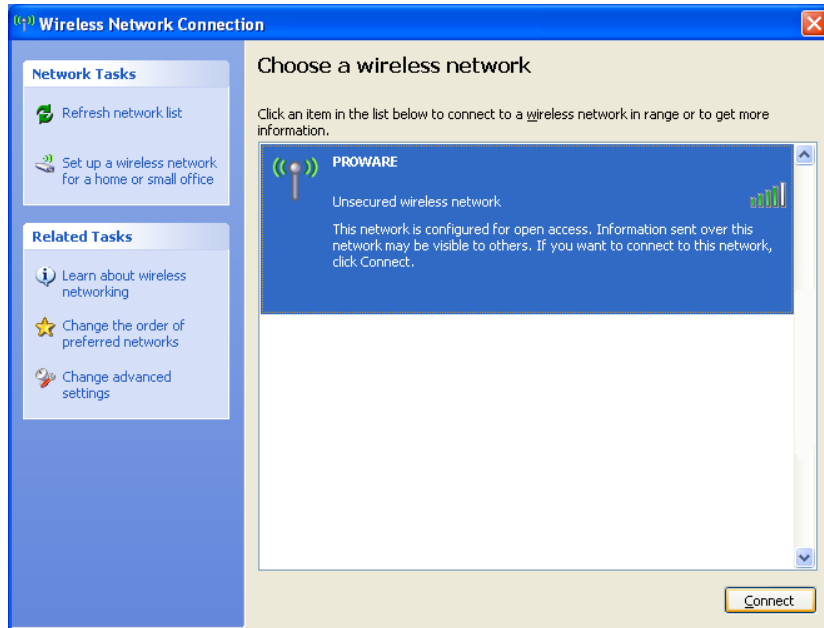 Wireless Network Connection
Network Tasks
Refresh network list
Set up a wireless network
for a home or small office
Related Tasks
Learn about wireless
networking
Change the order of
preferred networks
Change advanced
settings
Choose a wireless network
Click an item in the list below to connect to a wireless network in range or to get more
information.
PROWARE
Unsecured wireless network
This network is configured for open access. Information sent over this
network may be visible to others. If you want to connect to this network,
click Connect.
Connect